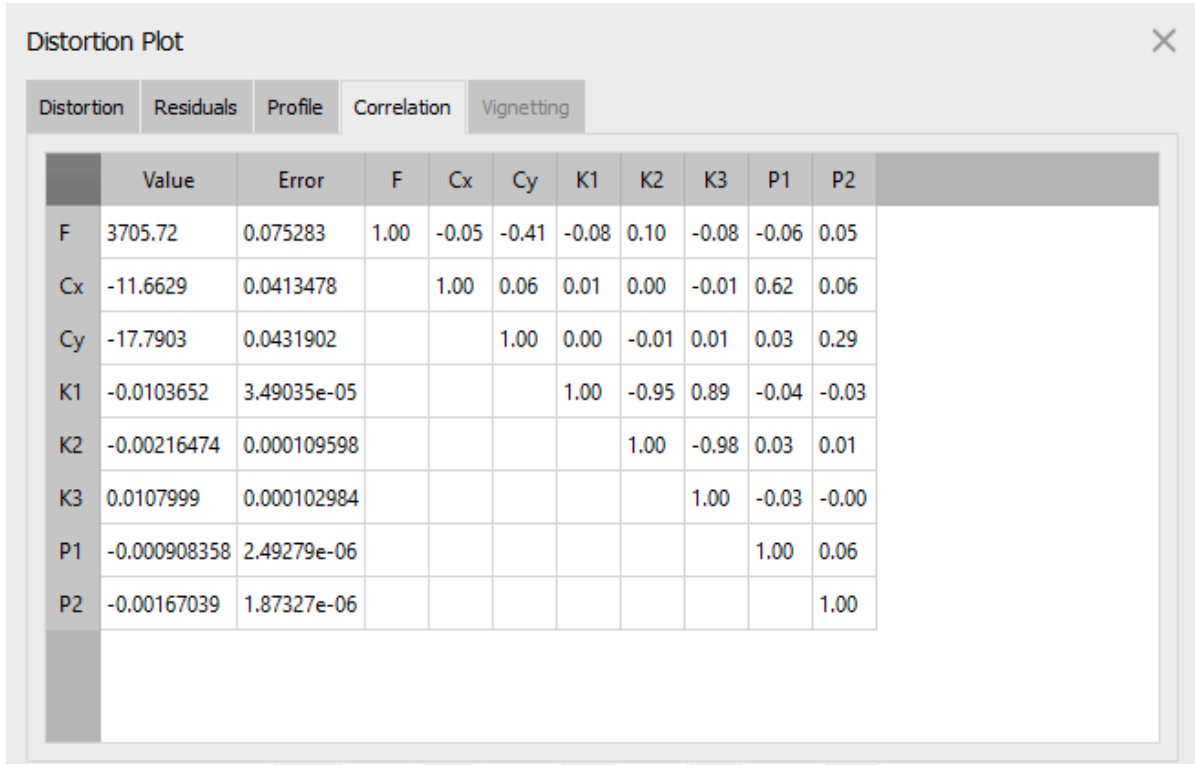 Distortion Plot
Distortion Residuals Profile Correlation Vignetting
Value Error F Cx Cy K1 K2 K3 P1 P2
F 3705.72 0.075283 1.00 -0.05 -0.41 -0.08 0.10 -0.08 -0.06 0.05
Cx -11.6629 0.0413478 1.00 0.06 0.01 0.00 -0.01 0.62 0.06
Cy -17.7903 0.0431902 1.00 0.00 -0.01 0.01 0.03 0.29
K1 -0.0103652 3.49035e-05 1.00 -0.95 0.89 -0.04 -0.03
K2 -0.00216474 0.000109598 1.00 -0.98 0.03 0.01
K3 0.0107999 0.000102984 1.00 -0.03 -0.00
P1 -0.000908358 2.49279e-06 1.00 0.06
P2 -0.00167039 1.87327e-06 1.00